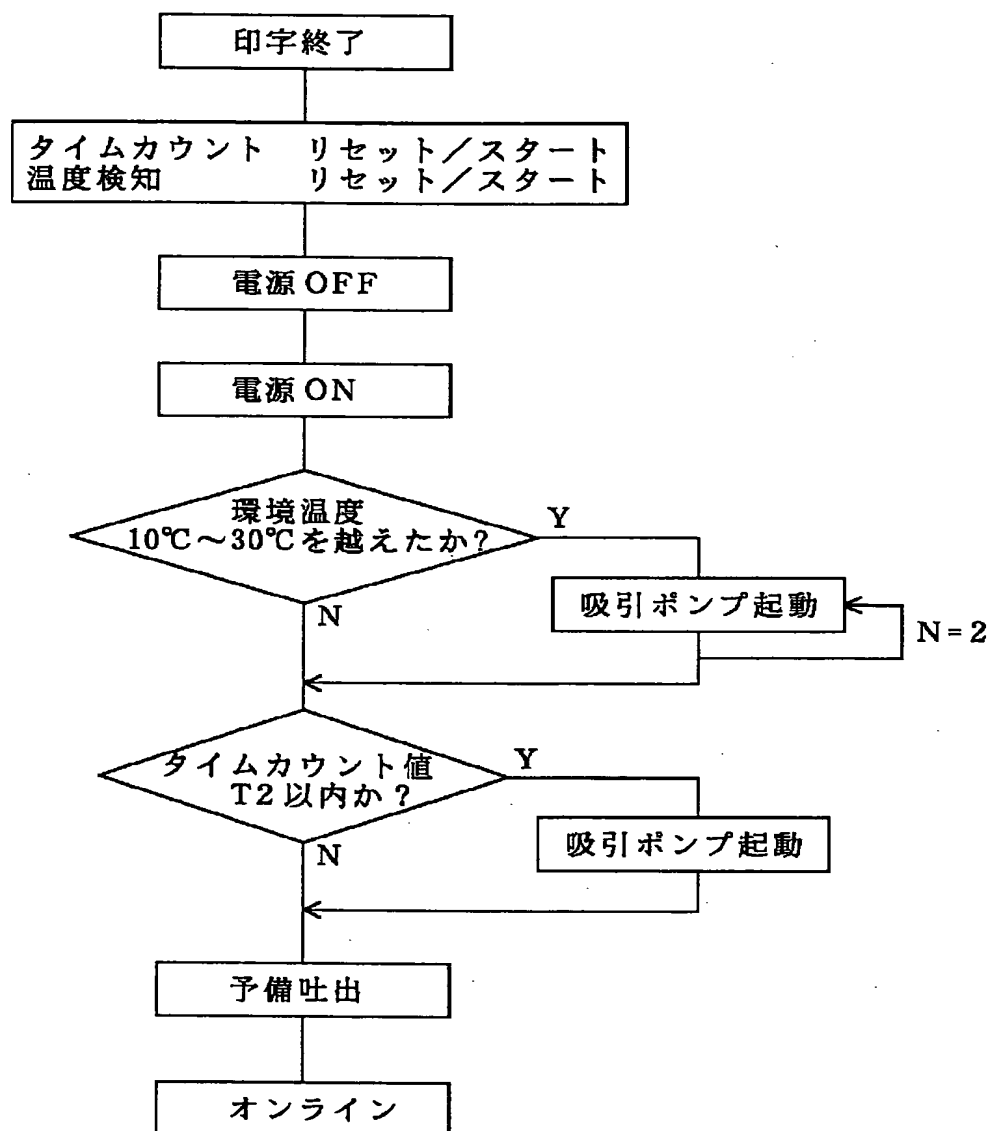 印字終了
タイムカウント リセット／スタート
温度検知 リセット／スタート
電源OFF
電源ON
環境温度
10℃～30℃を越えたか?
Y
N
吸引ポンプ起動
N=2
タイムカウント値
T2以内か?
Y
N
吸引ポンプ起動
予備吐出
オンライン